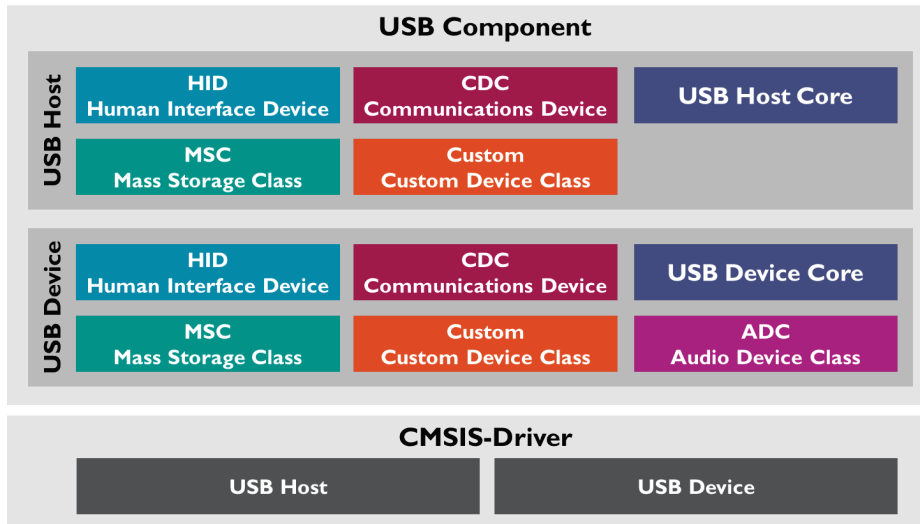 USB Component
USB Host
HID
Human Interface Device
CDC
Communications Device
USB Host Core
MSC
Mass Storage Class
Custom
Custom Device Class
USB Device
HID
Human Interface Device
CDC
Communications Device
USB Device Core
MSC
Mass Storage Class
Custom
Custom Device Class
ADC
Audio Device Class
CMSIS-Driver
USB Host
USB Device